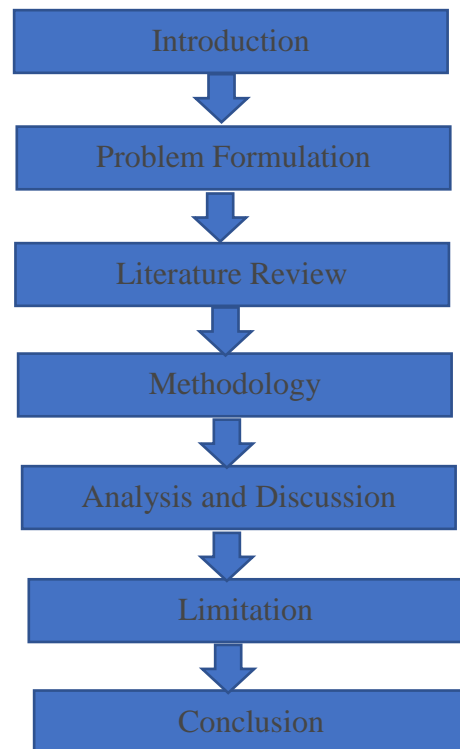 Introduction
Problem Formulation
Literature Review
Methodology
Analysis and Discussion
Limitation
Conclusion